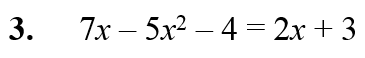 3. 7x – 5x² – 4 = 2x + 3